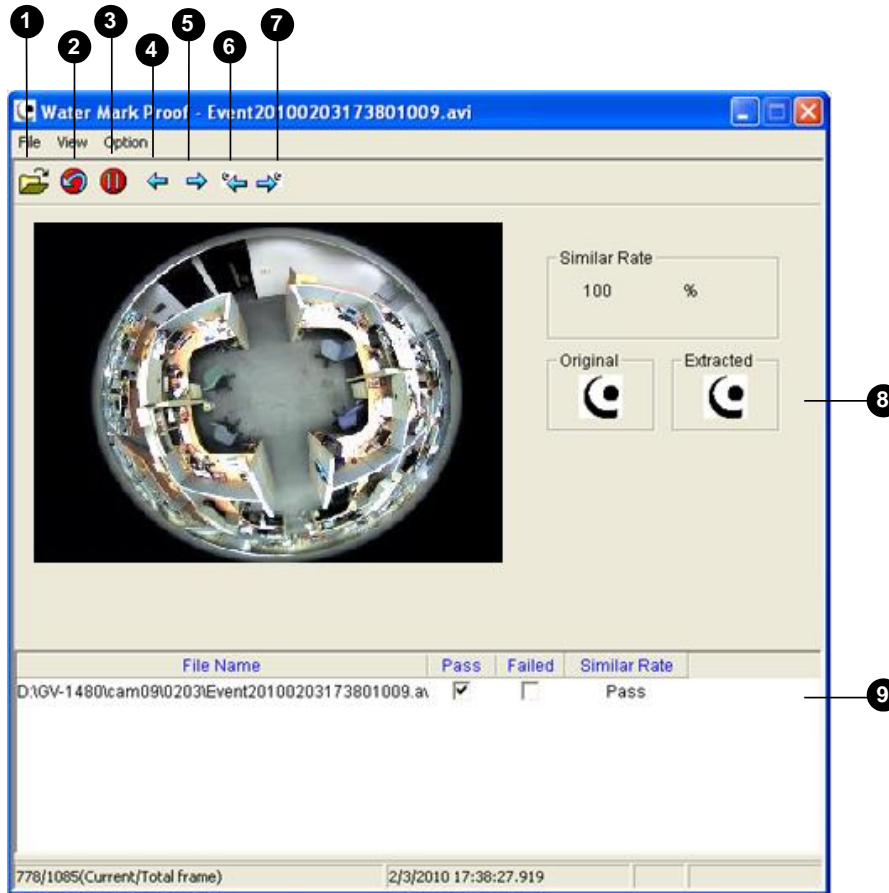 1
2
3
4
5
6
7
Water Mark Proof - Event20100203173801009.avi
File View Option
Similar Rate
100 %
Original Extracted
8
File Name Pass Failed Similar Rate
D:\GV-1480\cam09\0203\Event20100203173801009.av Pass
9
778/1085(Current/Total frame) 2/3/2010 17:38:27.919